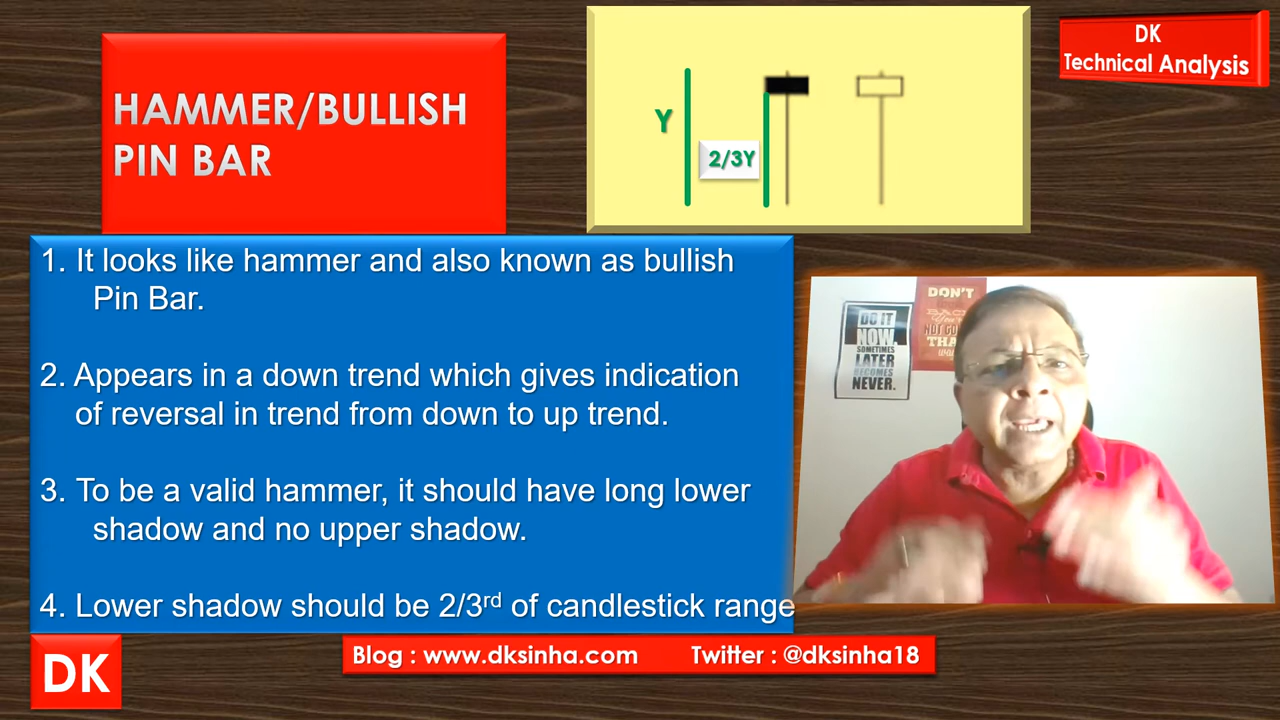 HAMMER/BULLISH
PIN BAR
Y
2/3Y
DK
Technical Analysis
1. It looks like hammer and also known as bullish
Pin Bar.
2. Appears in a down trend which gives indication
of reversal in trend from down to up trend.
3. To be a valid hammer, it should have long lower
shadow and no upper shadow.
4. Lower shadow should be 2/3rd of candlestick range
DO IT
NOW.
SOMETIMES
LATER
BECOMES
NEVER.
DON'T
DK
Blog : www.dksinha.com Twitter : @dksinha18